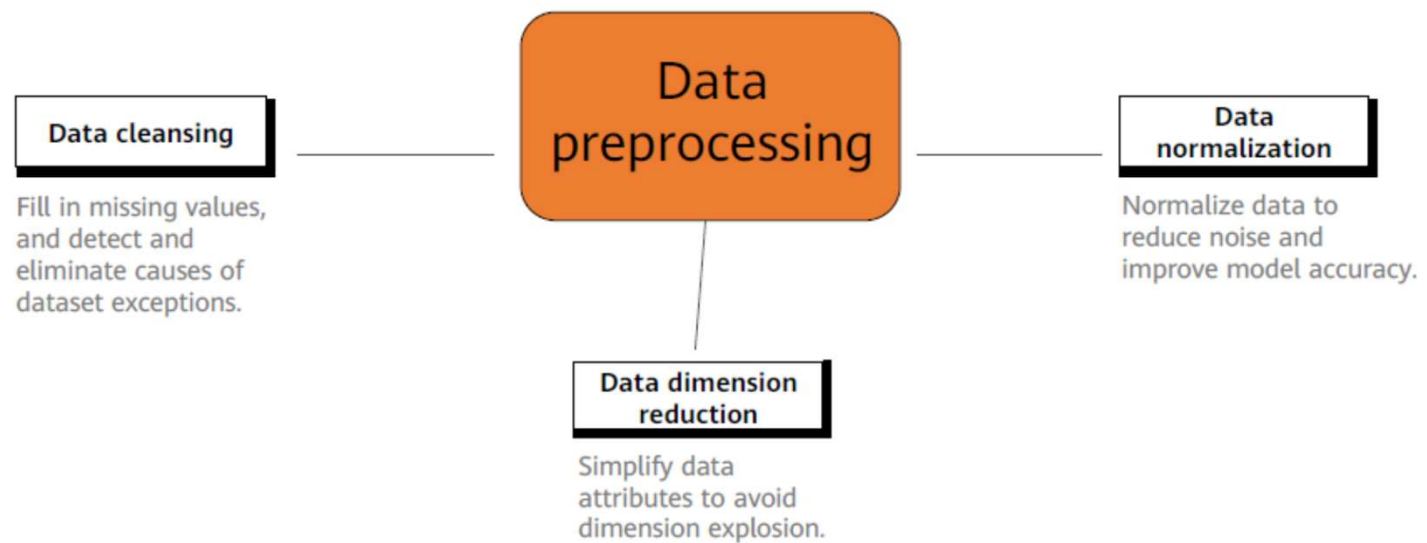 Data
preprocessing
Data cleansing
Fill in missing values,
and detect and
eliminate causes of
dataset exceptions.
Data
normalization
Normalize data to
reduce noise and
improve model accuracy.
Data dimension
reduction
Simplify data
attributes to avoid
dimension explosion.